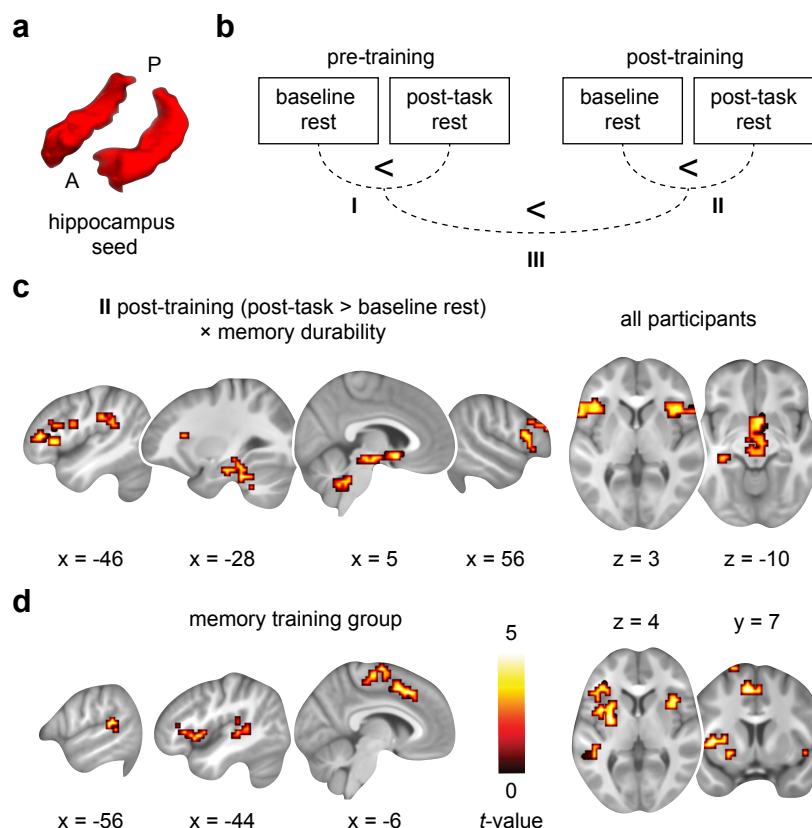 a
P
A
hippocampus
seed
b
pre-training
post-training
baseline
rest
post-task
rest
baseline
rest
post-task
rest
<
<
I
<
II
III
c
II post-training (post-task > baseline rest)
× memory durability
all participants
x = -46
x = -28
x = 5
x = 56
z = 3
z = -10
d
memory training group
5
z = 4
y = 7
0
x = -56
x = -44
x = -6
t-value